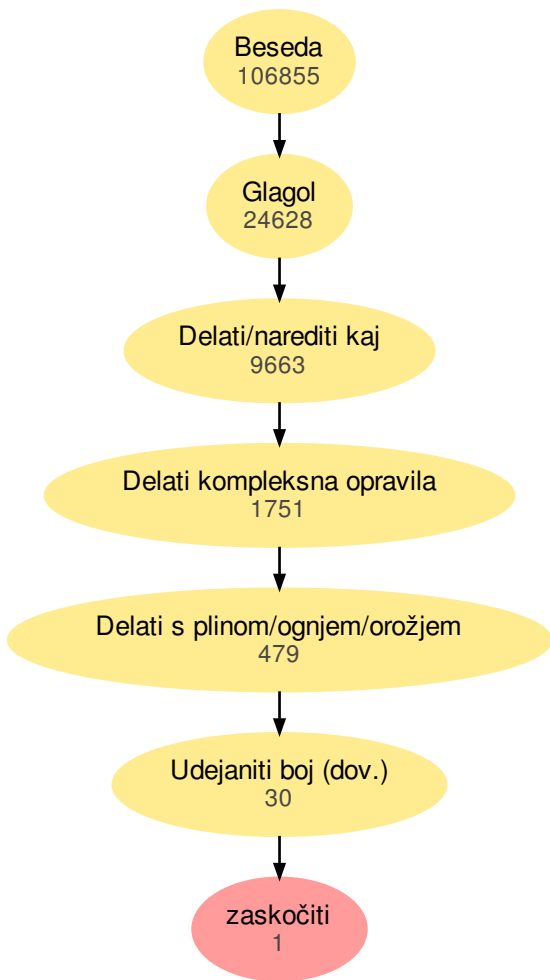 Beseda
106855
Glagol
24628
Delati/narediti kaj
9663
Delati kompleksna opravila
1751
Delati s plinom/ognjem/orožjem
479
Udejaniti boj (dov.)
30
zaskočiti
1